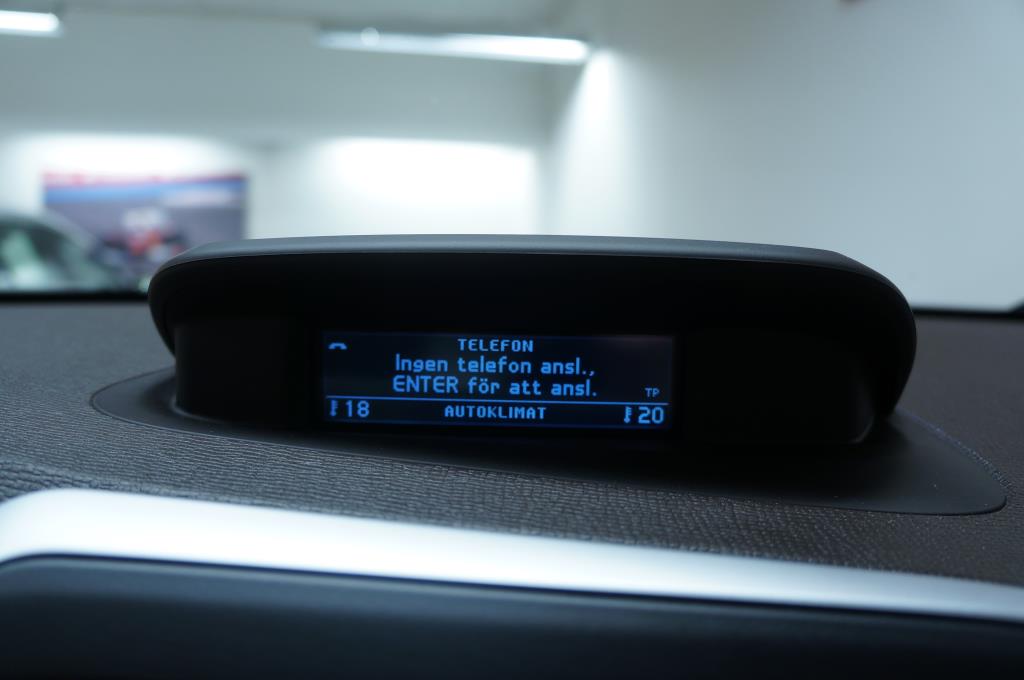 TELEFON
Ingen telefon ansl.,
ENTER för att ansl.
TP
18 AUTOKLIMAT 20